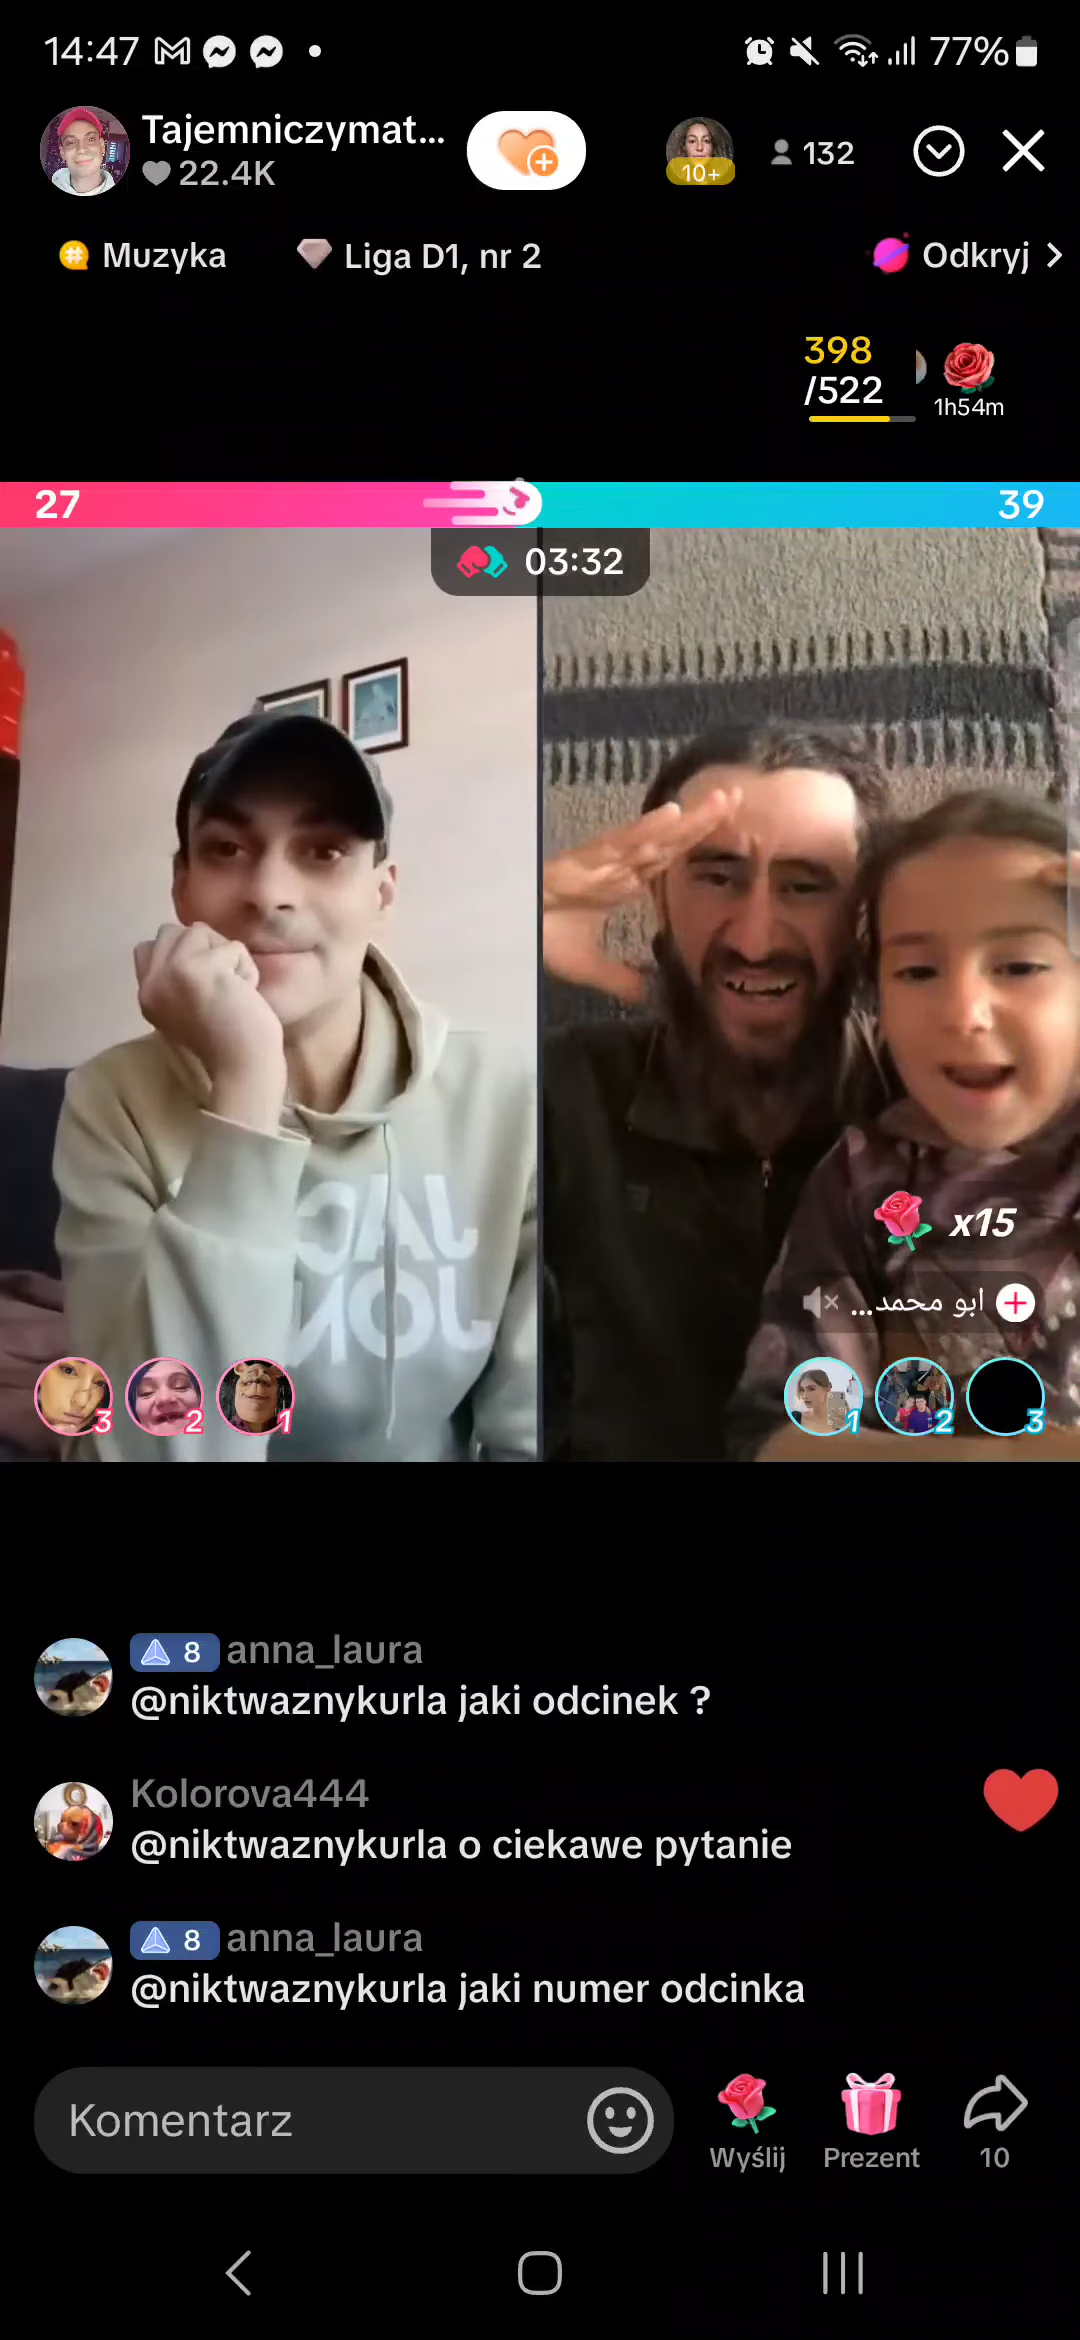 14:47 77%
Tajemniczymat...
22.4K
10+
132
Muzyka
Liga D1, nr 2
Odkryj
398
/522
1h54m
27
39
03:32
JAC
JON
x15
ابو محمد...
3
2
1
1
2
3
8 anna_laura
@niktwaznykurla jaki odcinek ?
Kolorova444
@niktwaznykurla o ciekawe pytanie
8 anna_laura
@niktwaznykurla jaki numer odcinka
Komentarz
Wyślij
Prezent
10